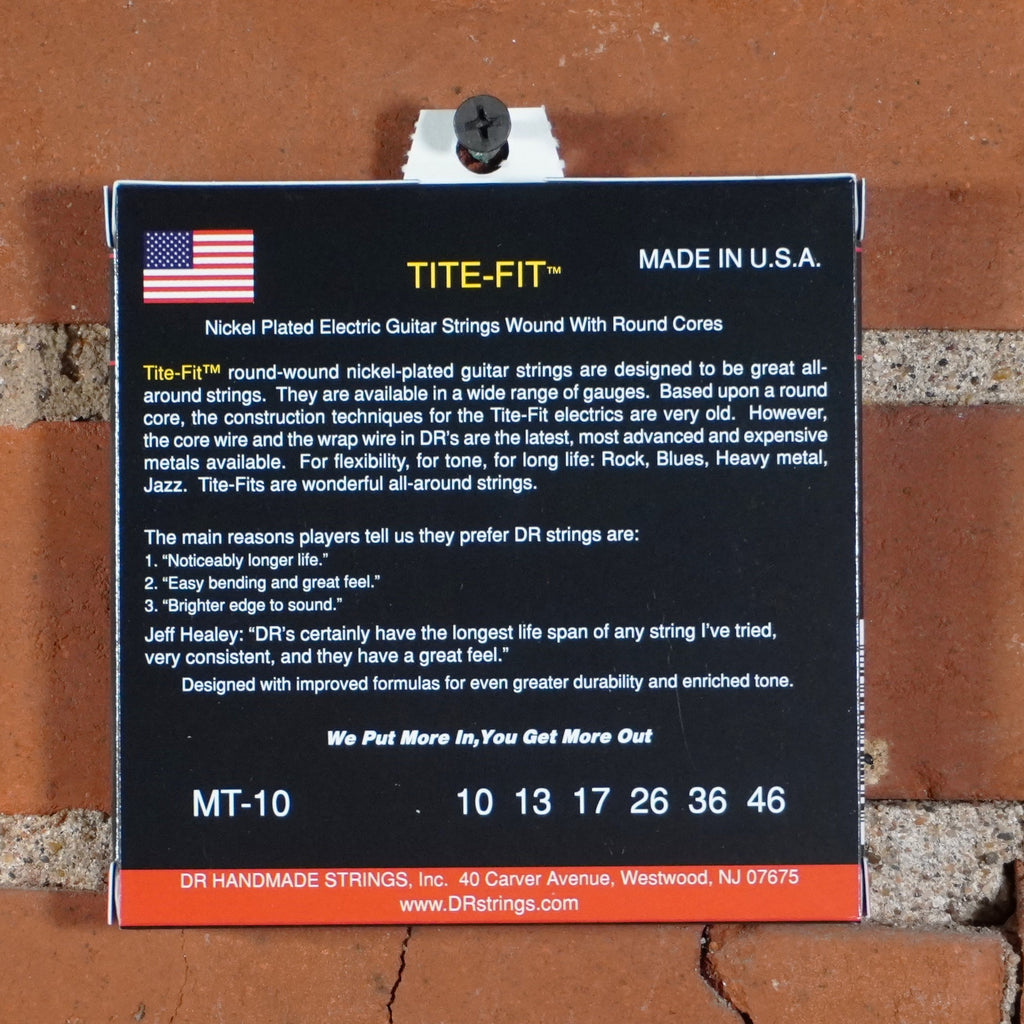 TITE-FIT™
MADE IN U.S.A.
Nickel Plated Electric Guitar Strings Wound With Round Cores
Tite-Fit™ round-wound nickel-plated guitar strings are designed to be great all-
around strings. They are available in a wide range of gauges. Based upon a round
core, the construction techniques for the Tite-Fit electrics are very old. However,
the core wire and the wrap wire in DR's are the latest, most advanced and expensive
metals available. For flexibility, for tone, for long life: Rock, Blues, Heavy metal,
Jazz. Tite-Fits are wonderful all-around strings.
The main reasons players tell us they prefer DR strings are:
1. “Noticeably longer life.”
2. “Easy bending and great feel.”
3. “Brighter edge to sound.”
Jeff Healey: “DR's certainly have the longest life span of any string I've tried,
very consistent, and they have a great feel.”
Designed with improved formulas for even greater durability and enriched tone.
We Put More In,You Get More Out
MT-10 10 13 17 26 36 46
DR HANDMADE STRINGS, Inc. 40 Carver Avenue, Westwood, NJ 07675
www.DRstrings.com